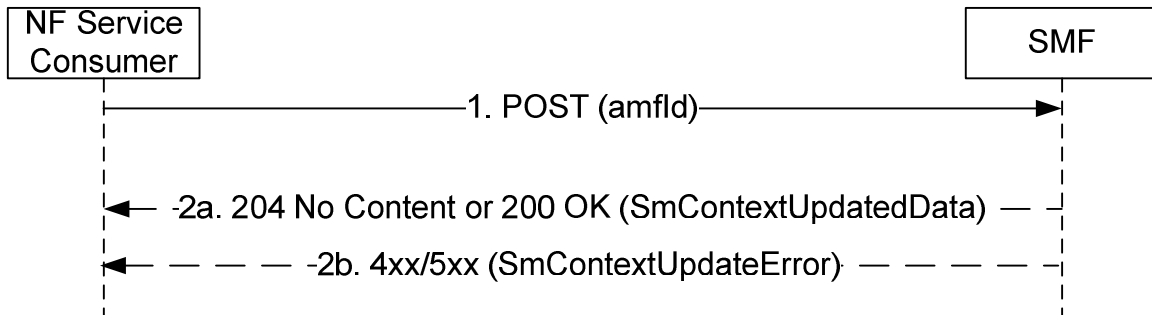 NF Service
Consumer
SMF
1. POST (amfId)
2a. 204 No Content or 200 OK (SmContextUpdatedData)
2b. 4xx/5xx (SmContextUpdateError)